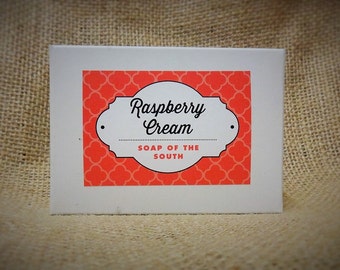 Raspberry
Cream
SOAP OF THE
SOUTH